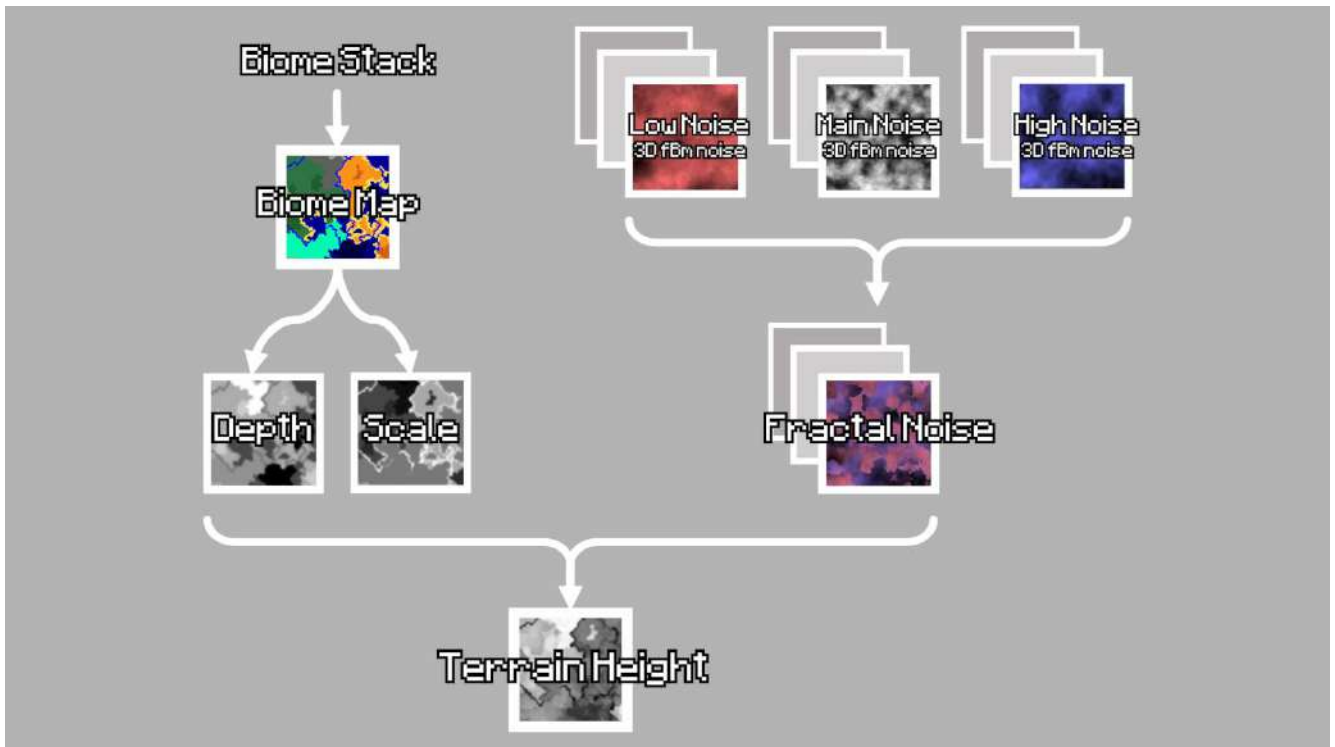 Biome Stack
Low Noise
3D fBm noise
Main Noise
3D fBm noise
High Noise
3D fBm noise
Biome Map
Depth
Scale
Fractal Noise
Terrain Height